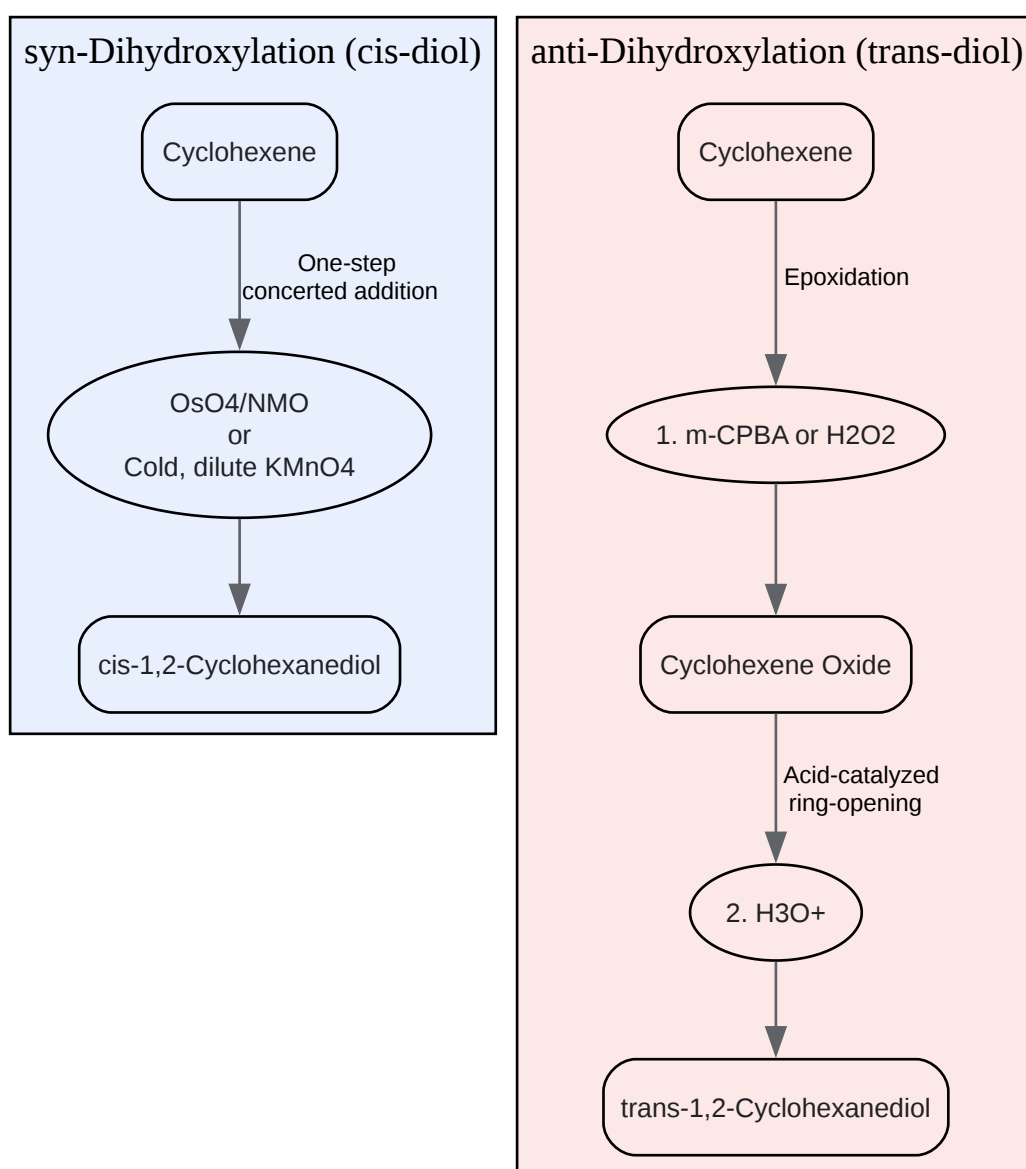 syn-Dihydroxylation (cis-diol)
Cyclohexene
One-step
concerted addition
OsO4/NMO
or
Cold, dilute KMnO4
cis-1,2-Cyclohexanediol
anti-Dihydroxylation (trans-diol)
Cyclohexene
Epoxidation
1. m-CPBA or H2O2
Cyclohexene Oxide
Acid-catalyzed
ring-opening
2. H3O+
trans-1,2-Cyclohexanediol